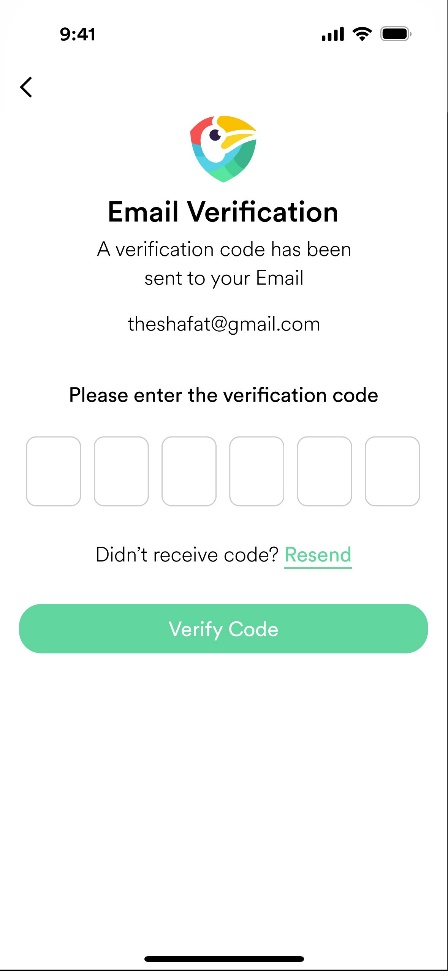 9:41
Email Verification
A verification code has been
sent to your Email
theshafat@gmail.com
Please enter the verification code
Didn’t receive code? Resend
Verify Code